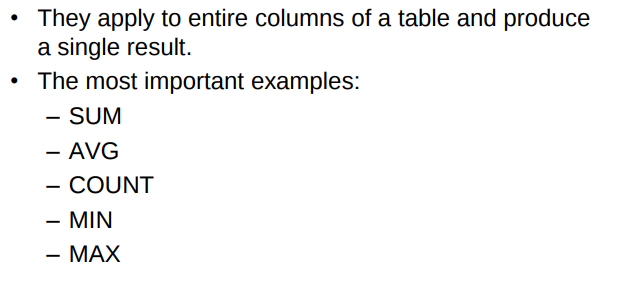 • They apply to entire columns of a table and produce
a single result.
• The most important examples:
– SUM
– AVG
– COUNT
– MIN
– MAX